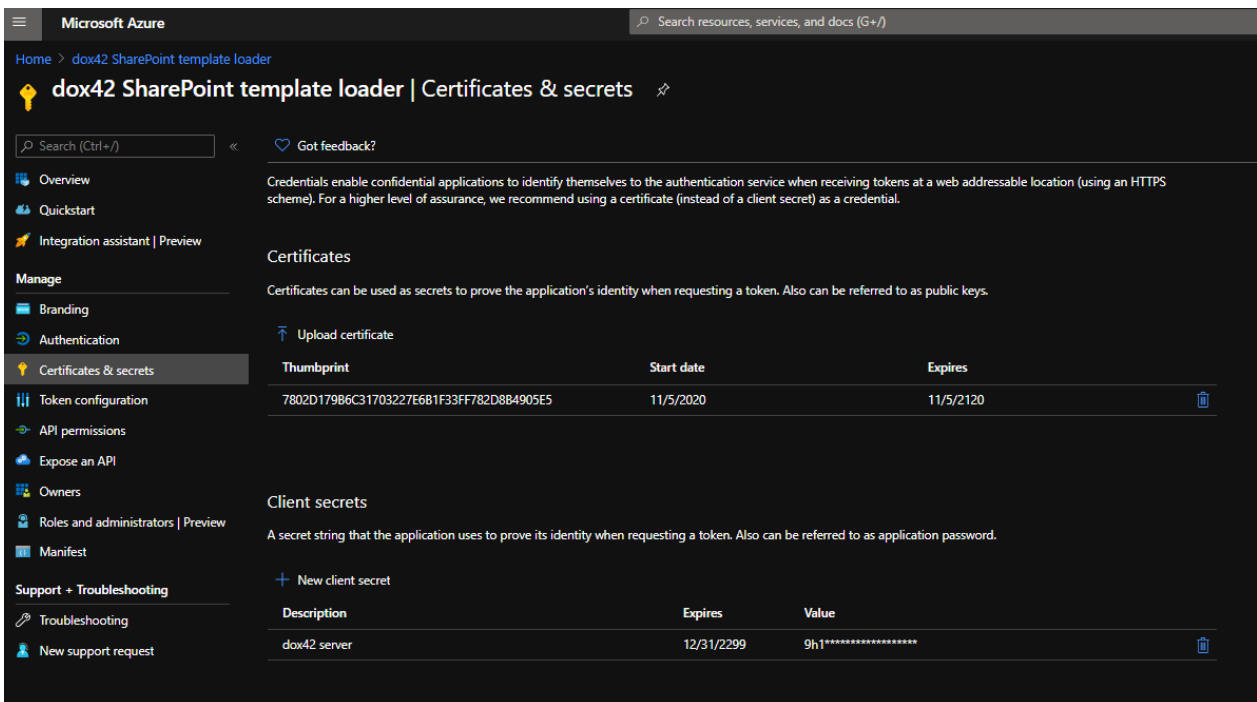 Microsoft Azure
Search resources, services, and docs (G+/)
Home > dox42 SharePoint template loader
dox42 SharePoint template loader | Certificates & secrets
Search (Ctrl+/)
«
Got feedback?
Overview
Quickstart
Integration assistant | Preview
Manage
Branding
Authentication
Certificates & secrets
Token configuration
API permissions
Expose an API
Owners
Roles and administrators | Preview
Manifest
Support + Troubleshooting
Troubleshooting
New support request
Credentials enable confidential applications to identify themselves to the authentication service when receiving tokens at a web addressable location (using an HTTPS
scheme). For a higher level of assurance, we recommend using a certificate (instead of a client secret) as a credential.
Certificates
Certificates can be used as secrets to prove the application's identity when requesting a token. Also can be referred to as public keys.
Upload certificate
Thumbprint Start date Expires
7802D179B6C31703227E6B1F33FF782D8B4905E5 11/5/2020 11/5/2120
Client secrets
A secret string that the application uses to prove its identity when requesting a token. Also can be referred to as application password.
New client secret
Description Expires Value
dox42 server 12/31/2299 9h1******************